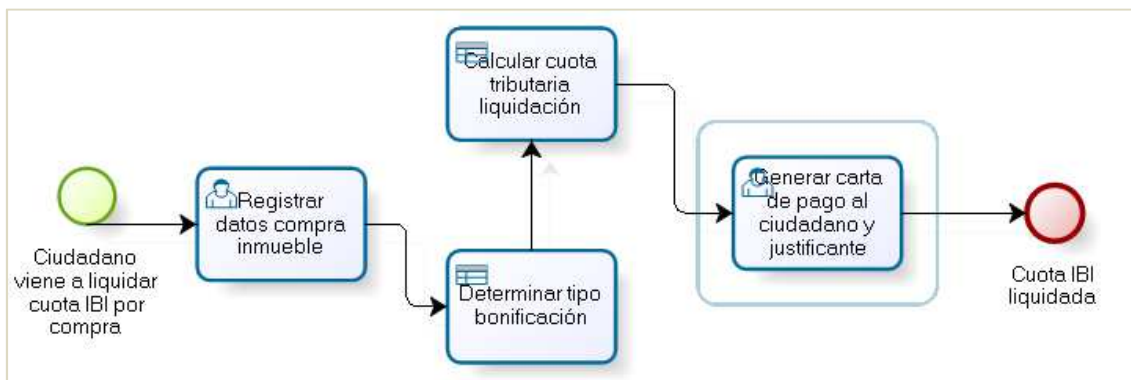 Ciudadano
viene a liquidar
cuota IBI por
compra
Registrar
datos compra
inmueble
Determinar tipo
bonificación
Calcular cuota
tributaria
liquidación
Generar carta
de pago al
ciudadano y
justificante
Cuota IBI
liquidada